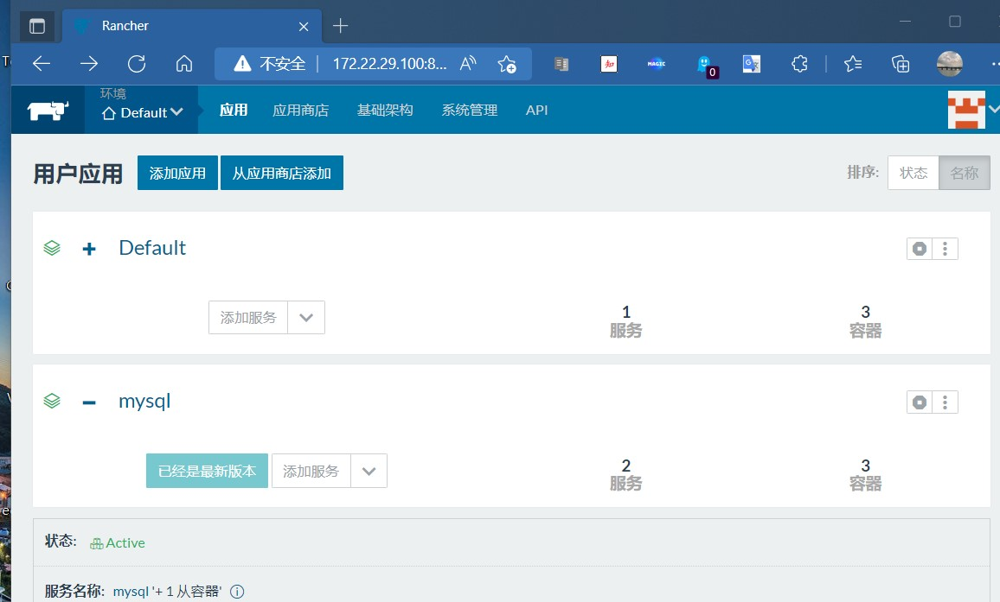 Rancher
不安全 172.22.29.100:8...
0
环境
Default 应用 应用商店 基础架构 系统管理 API
用户应用 添加应用 从应用商店添加 排序: 状态 名称
Default
添加服务 1 服务 3 容器
mysql
已经是最新版本 添加服务 2 服务 3 容器
状态: Active
服务名称: mysql '+ 1 从容器'